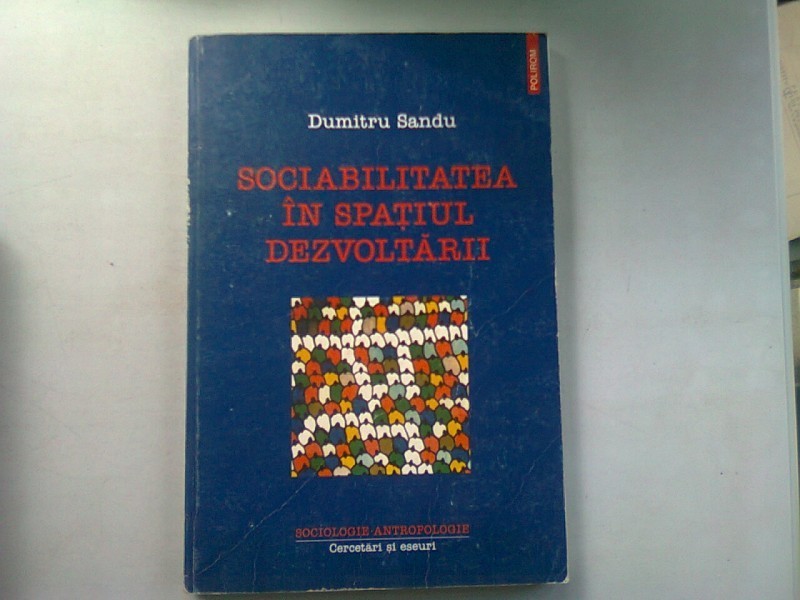 POLIROM
Dumitru Sandu
SOCIABILITATEA
ÎN SPAȚIUL
DEZVOLTĂRII
SOCIOLOGIE·ANTROPOLOGIE
Cercetări și eseuri